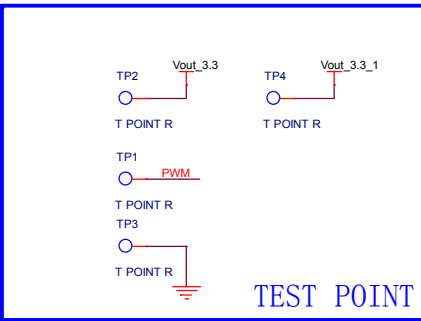 Vout_3.3
Vout_3.3_1
TP2
TP4
T POINT R
T POINT R
TP1
PWM
T POINT R
TP3
T POINT R
TEST POINT